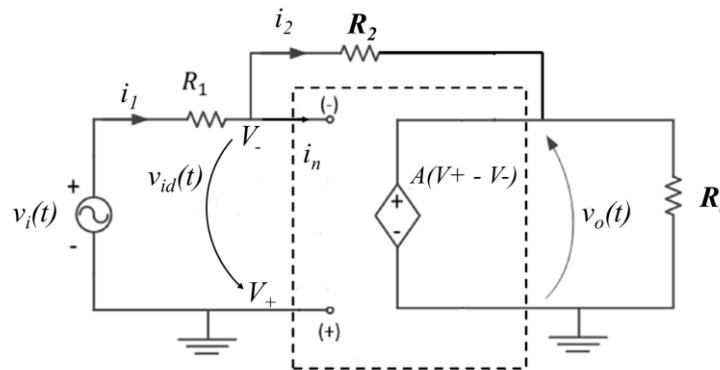 i2
R2
i1
R1
(-)
V-
in
A(V+ - V-)
+
-
vi(t)
vid(t)
+
-
vo(t)
R
V+
(+)